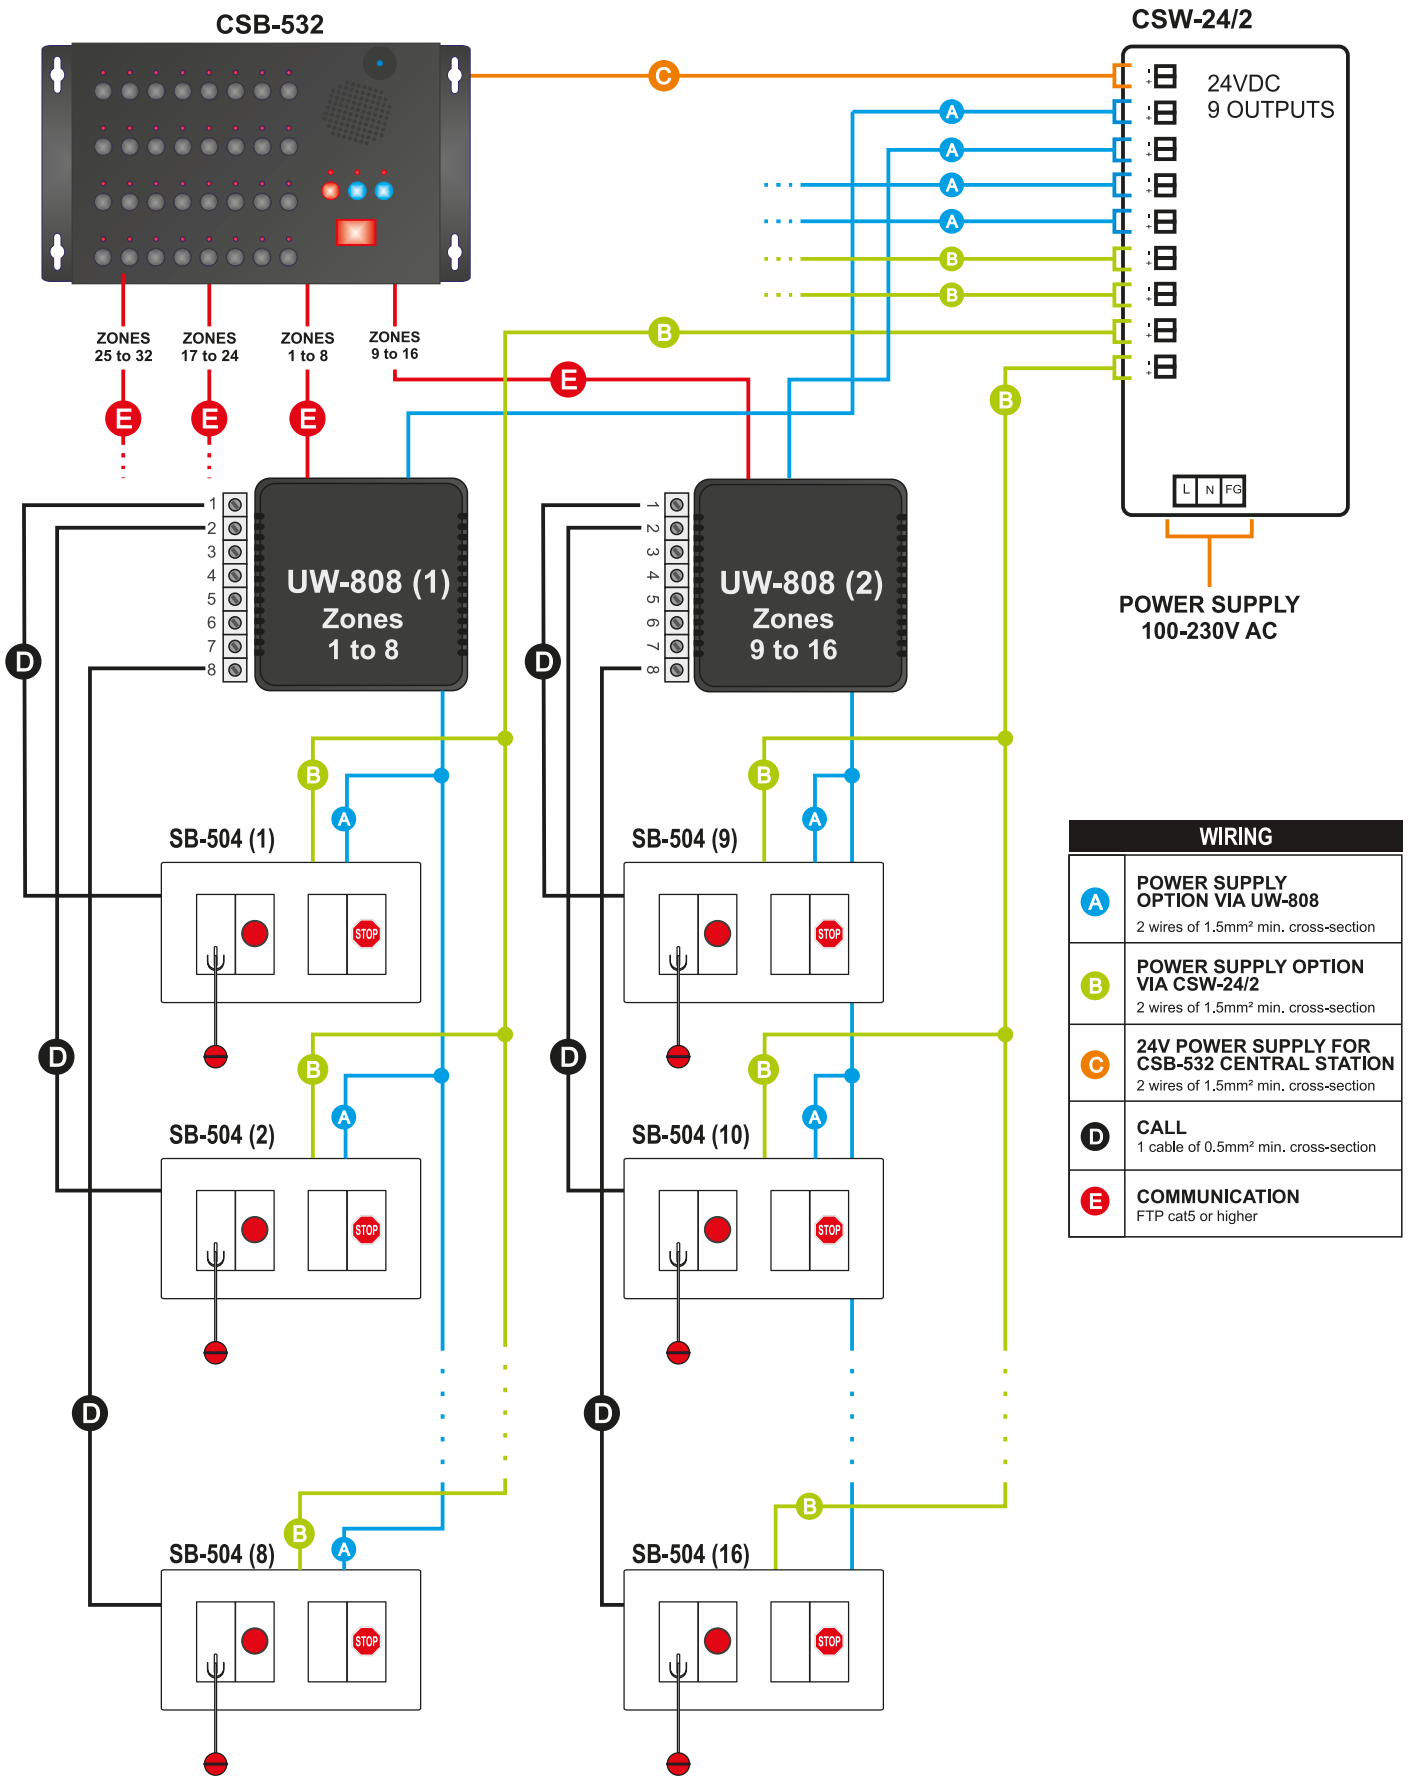 CSB-532
CSW-24/2
C
24VDC
9 OUTPUTS
A
A
A
A
B
B
B
B
ZONES
25 to 32
ZONES
17 to 24
ZONES
1 to 8
ZONES
9 to 16
E
E
E
E
L N FG
POWER SUPPLY
100-230V AC
1
2
3
4
5
6
7
8
UW-808 (1)
Zones
1 to 8
1
2
3
4
5
6
7
8
UW-808 (2)
Zones
9 to 16
D
D
B
A
SB-504 (1)
STOP
B
A
SB-504 (9)
STOP
D
B
A
SB-504 (2)
STOP
D
B
A
SB-504 (10)
STOP
D
B
A
SB-504 (8)
STOP
D
B
SB-504 (16)
STOP
WIRING
A
POWER SUPPLY
OPTION VIA UW-808
2 wires of 1.5mm² min. cross-section
B
POWER SUPPLY OPTION
VIA CSW-24/2
2 wires of 1.5mm² min. cross-section
C
24V POWER SUPPLY FOR
CSB-532 CENTRAL STATION
2 wires of 1.5mm² min. cross-section
D
CALL
1 cable of 0.5mm² min. cross-section
E
COMMUNICATION
FTP cat5 or higher